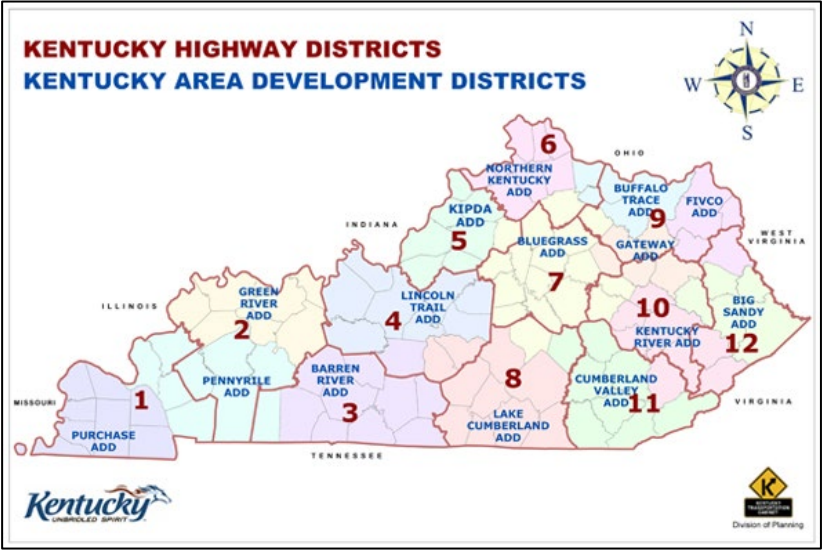 KENTUCKY HIGHWAY DISTRICTS
KENTUCKY AREA DEVELOPMENT DISTRICTS
N
W
E
S
6
OHIO
NORTHERN
KENTUCKY
ADD
BUFFALO
TRACE
ADD
9
FIVCO
ADD
KIPDA
ADD
5
INDIANA
WEST
VIRGINIA
BLUEGRASS
ADD
7
GATEWAY
ADD
ILLINOIS
GREEN
RIVER
ADD
2
LINCOLN
TRAIL
ADD
4
10
KENTUCKY
RIVER ADD
BIG
SANDY
ADD
12
MISSOURI
1
PENNYRILE
ADD
BARREN
RIVER
ADD
3
8
CUMBERLAND
VALLEY
ADD
11
VIRGINIA
PURCHASE
ADD
LAKE
CUMBERLAND
ADD
TENNESSEE
Kentucky
UNBRIDLED SPIRIT
K
KENTUCKY
TRANSPORTATION
CABINET
Division of Planning